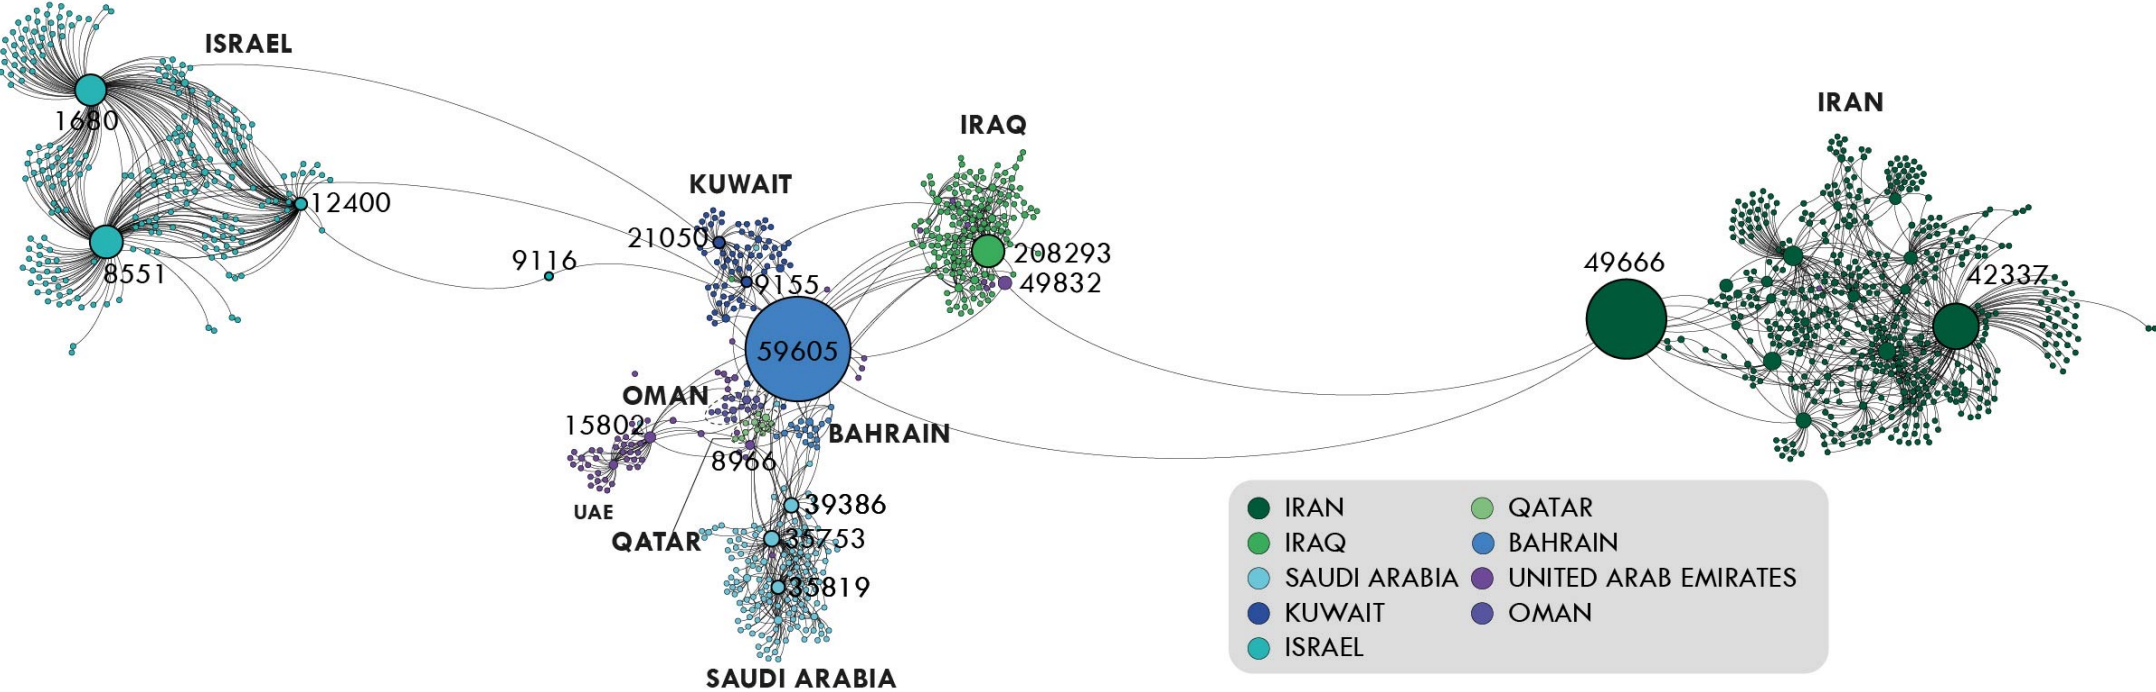 ISRAEL
1680
8551
12400
9116
KUWAIT
21050
9155
IRAQ
208293
49832
59605
IRAN
49666
42337
OMAN
15802
UAE
8966
BAHRAIN
QATAR
39386
35753
35819
SAUDI ARABIA
IRAN
IRAQ
SAUDI ARABIA
KUWAIT
ISRAEL
QATAR
BAHRAIN
UNITED ARAB EMIRATES
OMAN